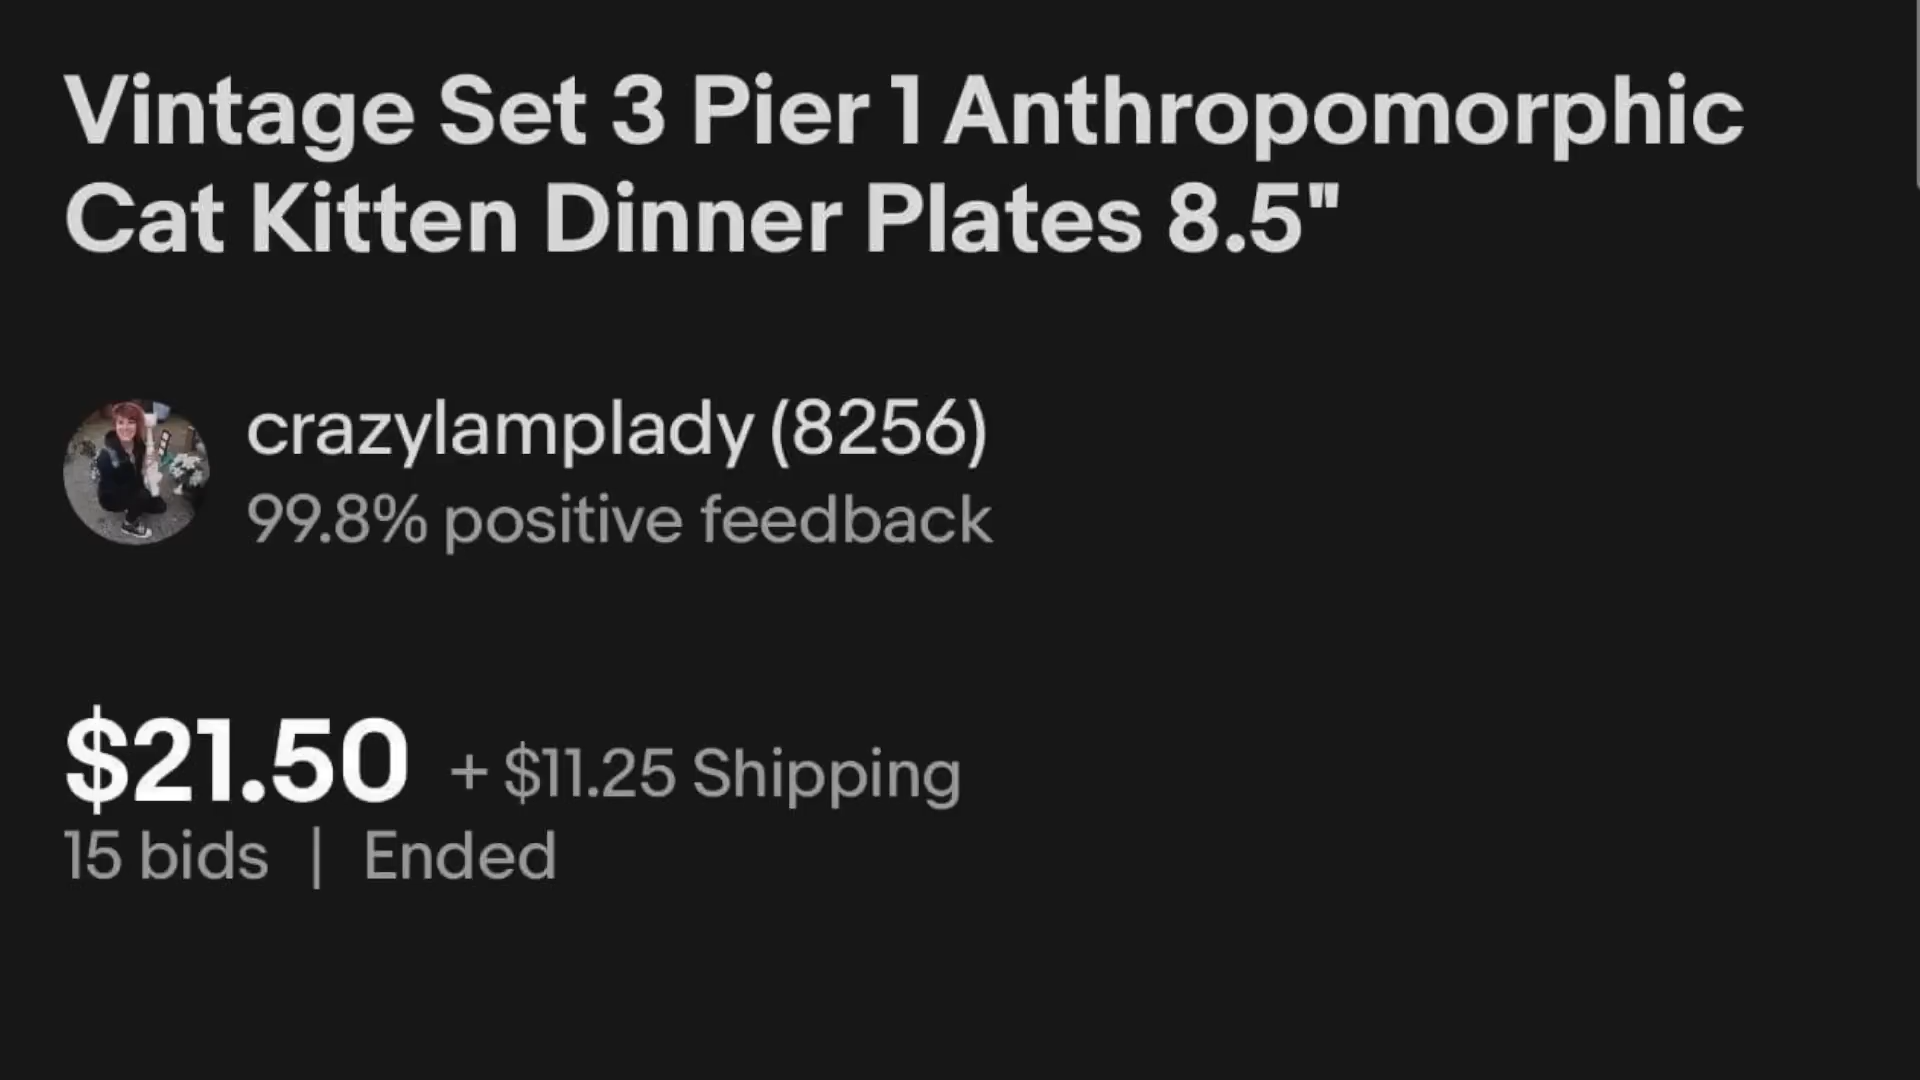 Vintage Set 3 Pier 1 Anthropomorphic
Cat Kitten Dinner Plates 8.5"
crazylamplady (8256)
99.8% positive feedback
$21.50 + $11.25 Shipping
15 bids | Ended